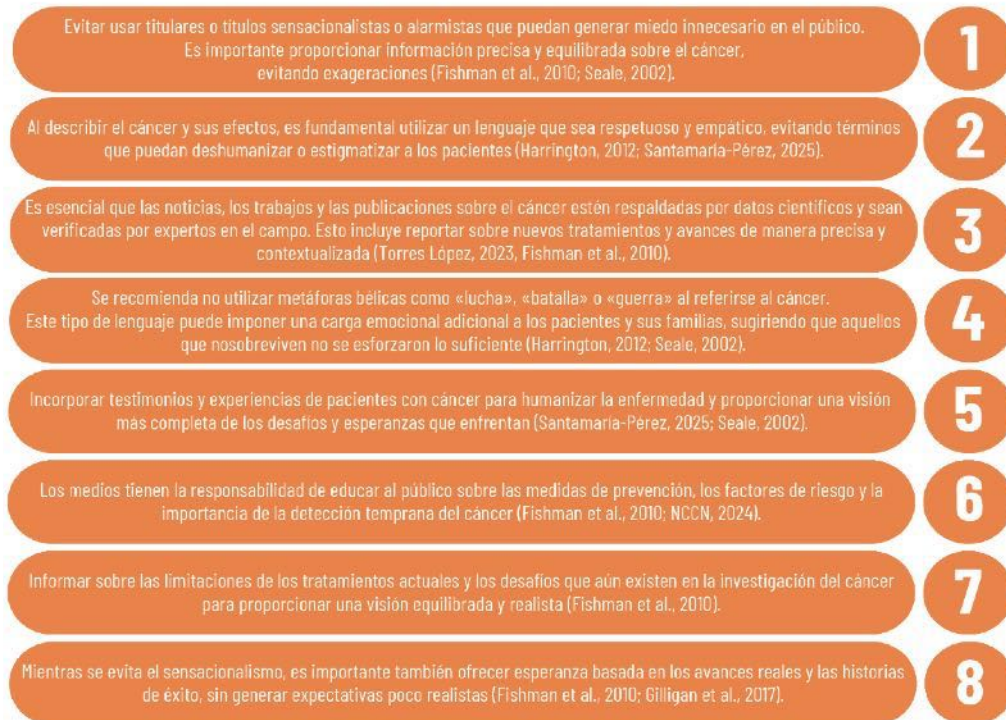 Evitar usar titulares o títulos sensacionalistas o alarmistas que puedan generar miedo innecesario en el público.
Es importante proporcionar información precisa y equilibrada sobre el cáncer,
evitando exageraciones (Fishman et al., 2010; Seale, 2002).
1
Al describir el cáncer y sus efectos, es fundamental utilizar un lenguaje que sea respetuoso y empático, evitando términos
que puedan deshumanizar o estigmatizar a los pacientes (Harrington, 2012; Santamaría-Pérez, 2025).
2
Es esencial que las noticias, los trabajos y las publicaciones sobre el cáncer estén respaldadas por datos científicos y sean
verificadas por expertos en el campo. Esto incluye reportar sobre nuevos tratamientos y avances de manera precisa y
contextualizada (Torres López, 2023, Fishman et al., 2010).
3
Se recomienda no utilizar metáforas bélicas como «lucha», «batalla» o «guerra» al referirse al cáncer.
Este tipo de lenguaje puede imponer una carga emocional adicional a los pacientes y sus familias, sugiriendo que aquellos
que nosobreviven no se esforzaron lo suficiente (Harrington, 2012; Seale, 2002).
4
Incorporar testimonios y experiencias de pacientes con cáncer para humanizar la enfermedad y proporcionar una visión
más completa de los desafíos y esperanzas que enfrentan (Santamaría-Pérez, 2025; Seale, 2002).
5
Los medios tienen la responsabilidad de educar al público sobre las medidas de prevención, los factores de riesgo y la
importancia de la detección temprana del cáncer (Fishman et al., 2010; NCCN, 2024).
6
Informar sobre las limitaciones de los tratamientos actuales y los desafíos que aún existen en la investigación del cáncer
para proporcionar una visión equilibrada y realista (Fishman et al., 2010).
7
Mientras se evita el sensacionalismo, es importante también ofrecer esperanza basada en los avances reales y las historias
de éxito, sin generar expectativas poco realistas (Fishman et al., 2010; Gilligan et al., 2017).
8